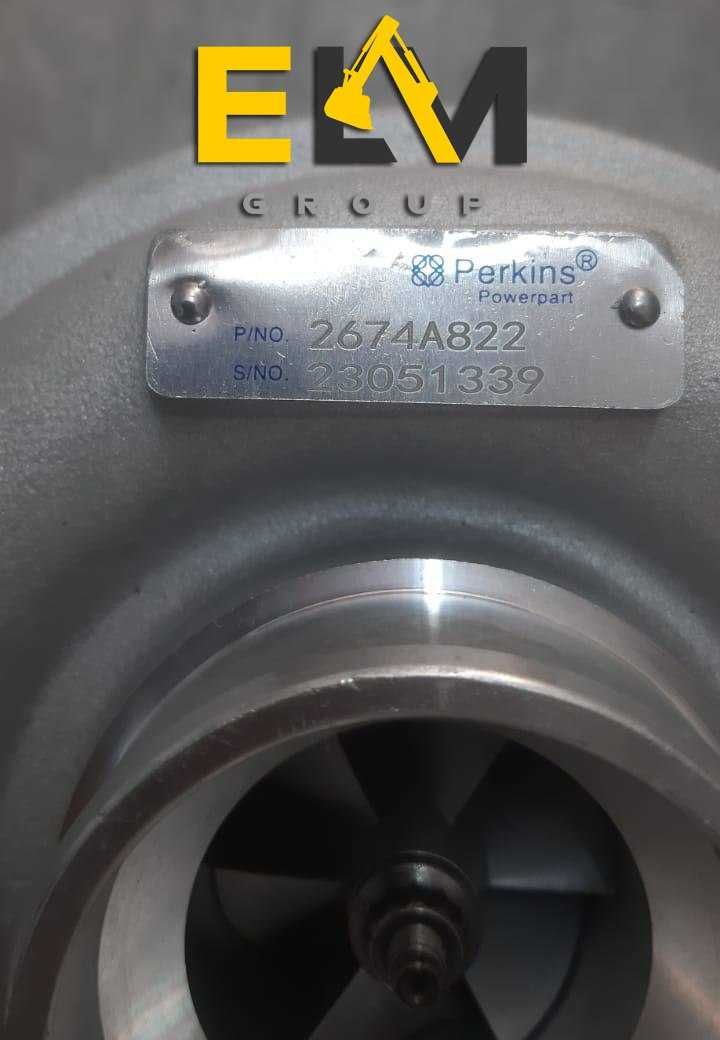 ELM
GROUP
Perkins®
Powerpart
P/NO. 2674A822
S/NO. 23051339